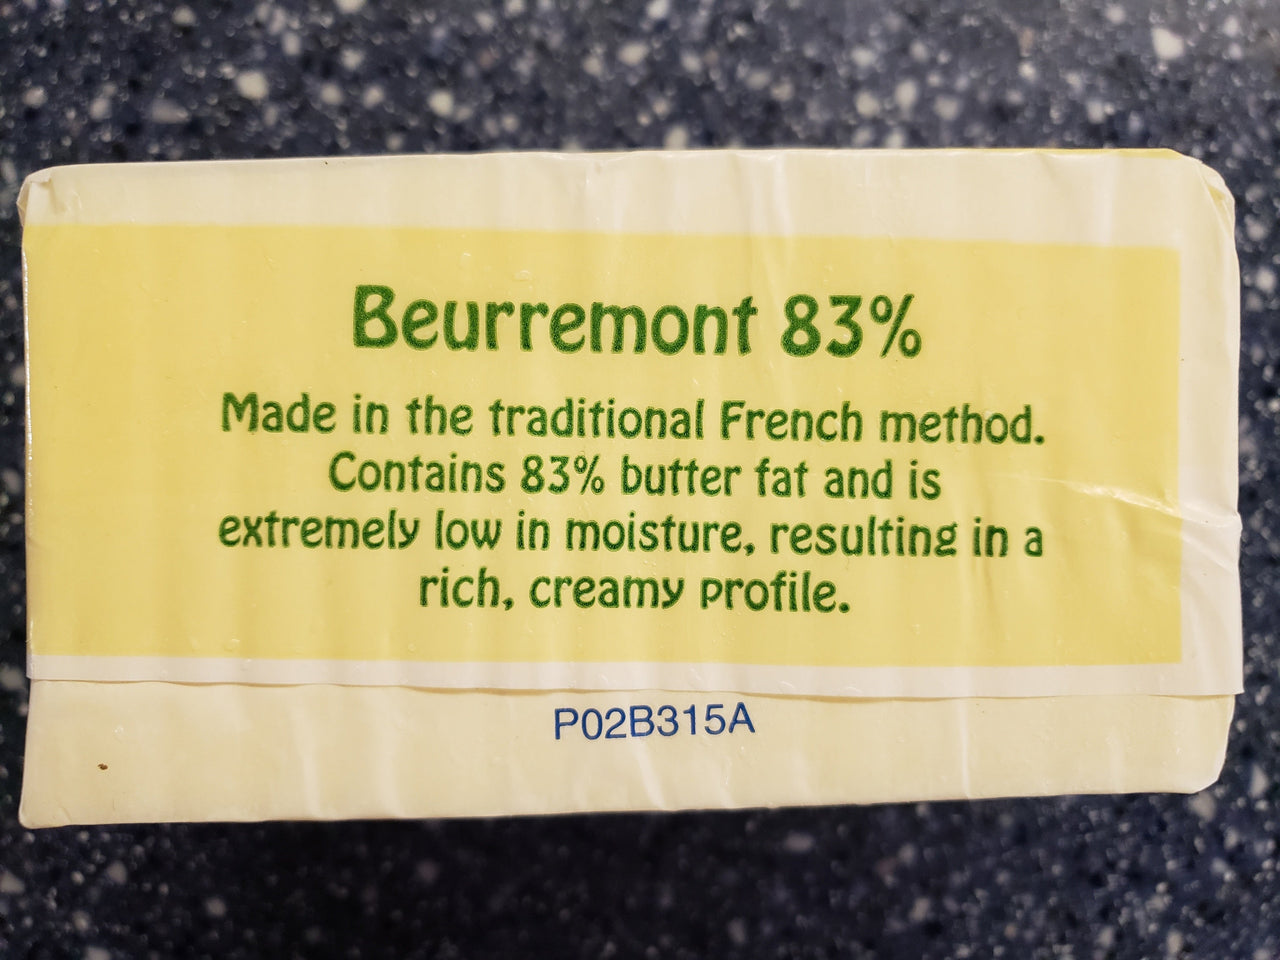 Beurremont 83%
Made in the traditional French method.
Contains 83% butter fat and is
extremely low in moisture, resulting in a
rich, creamy profile.
P02B315A